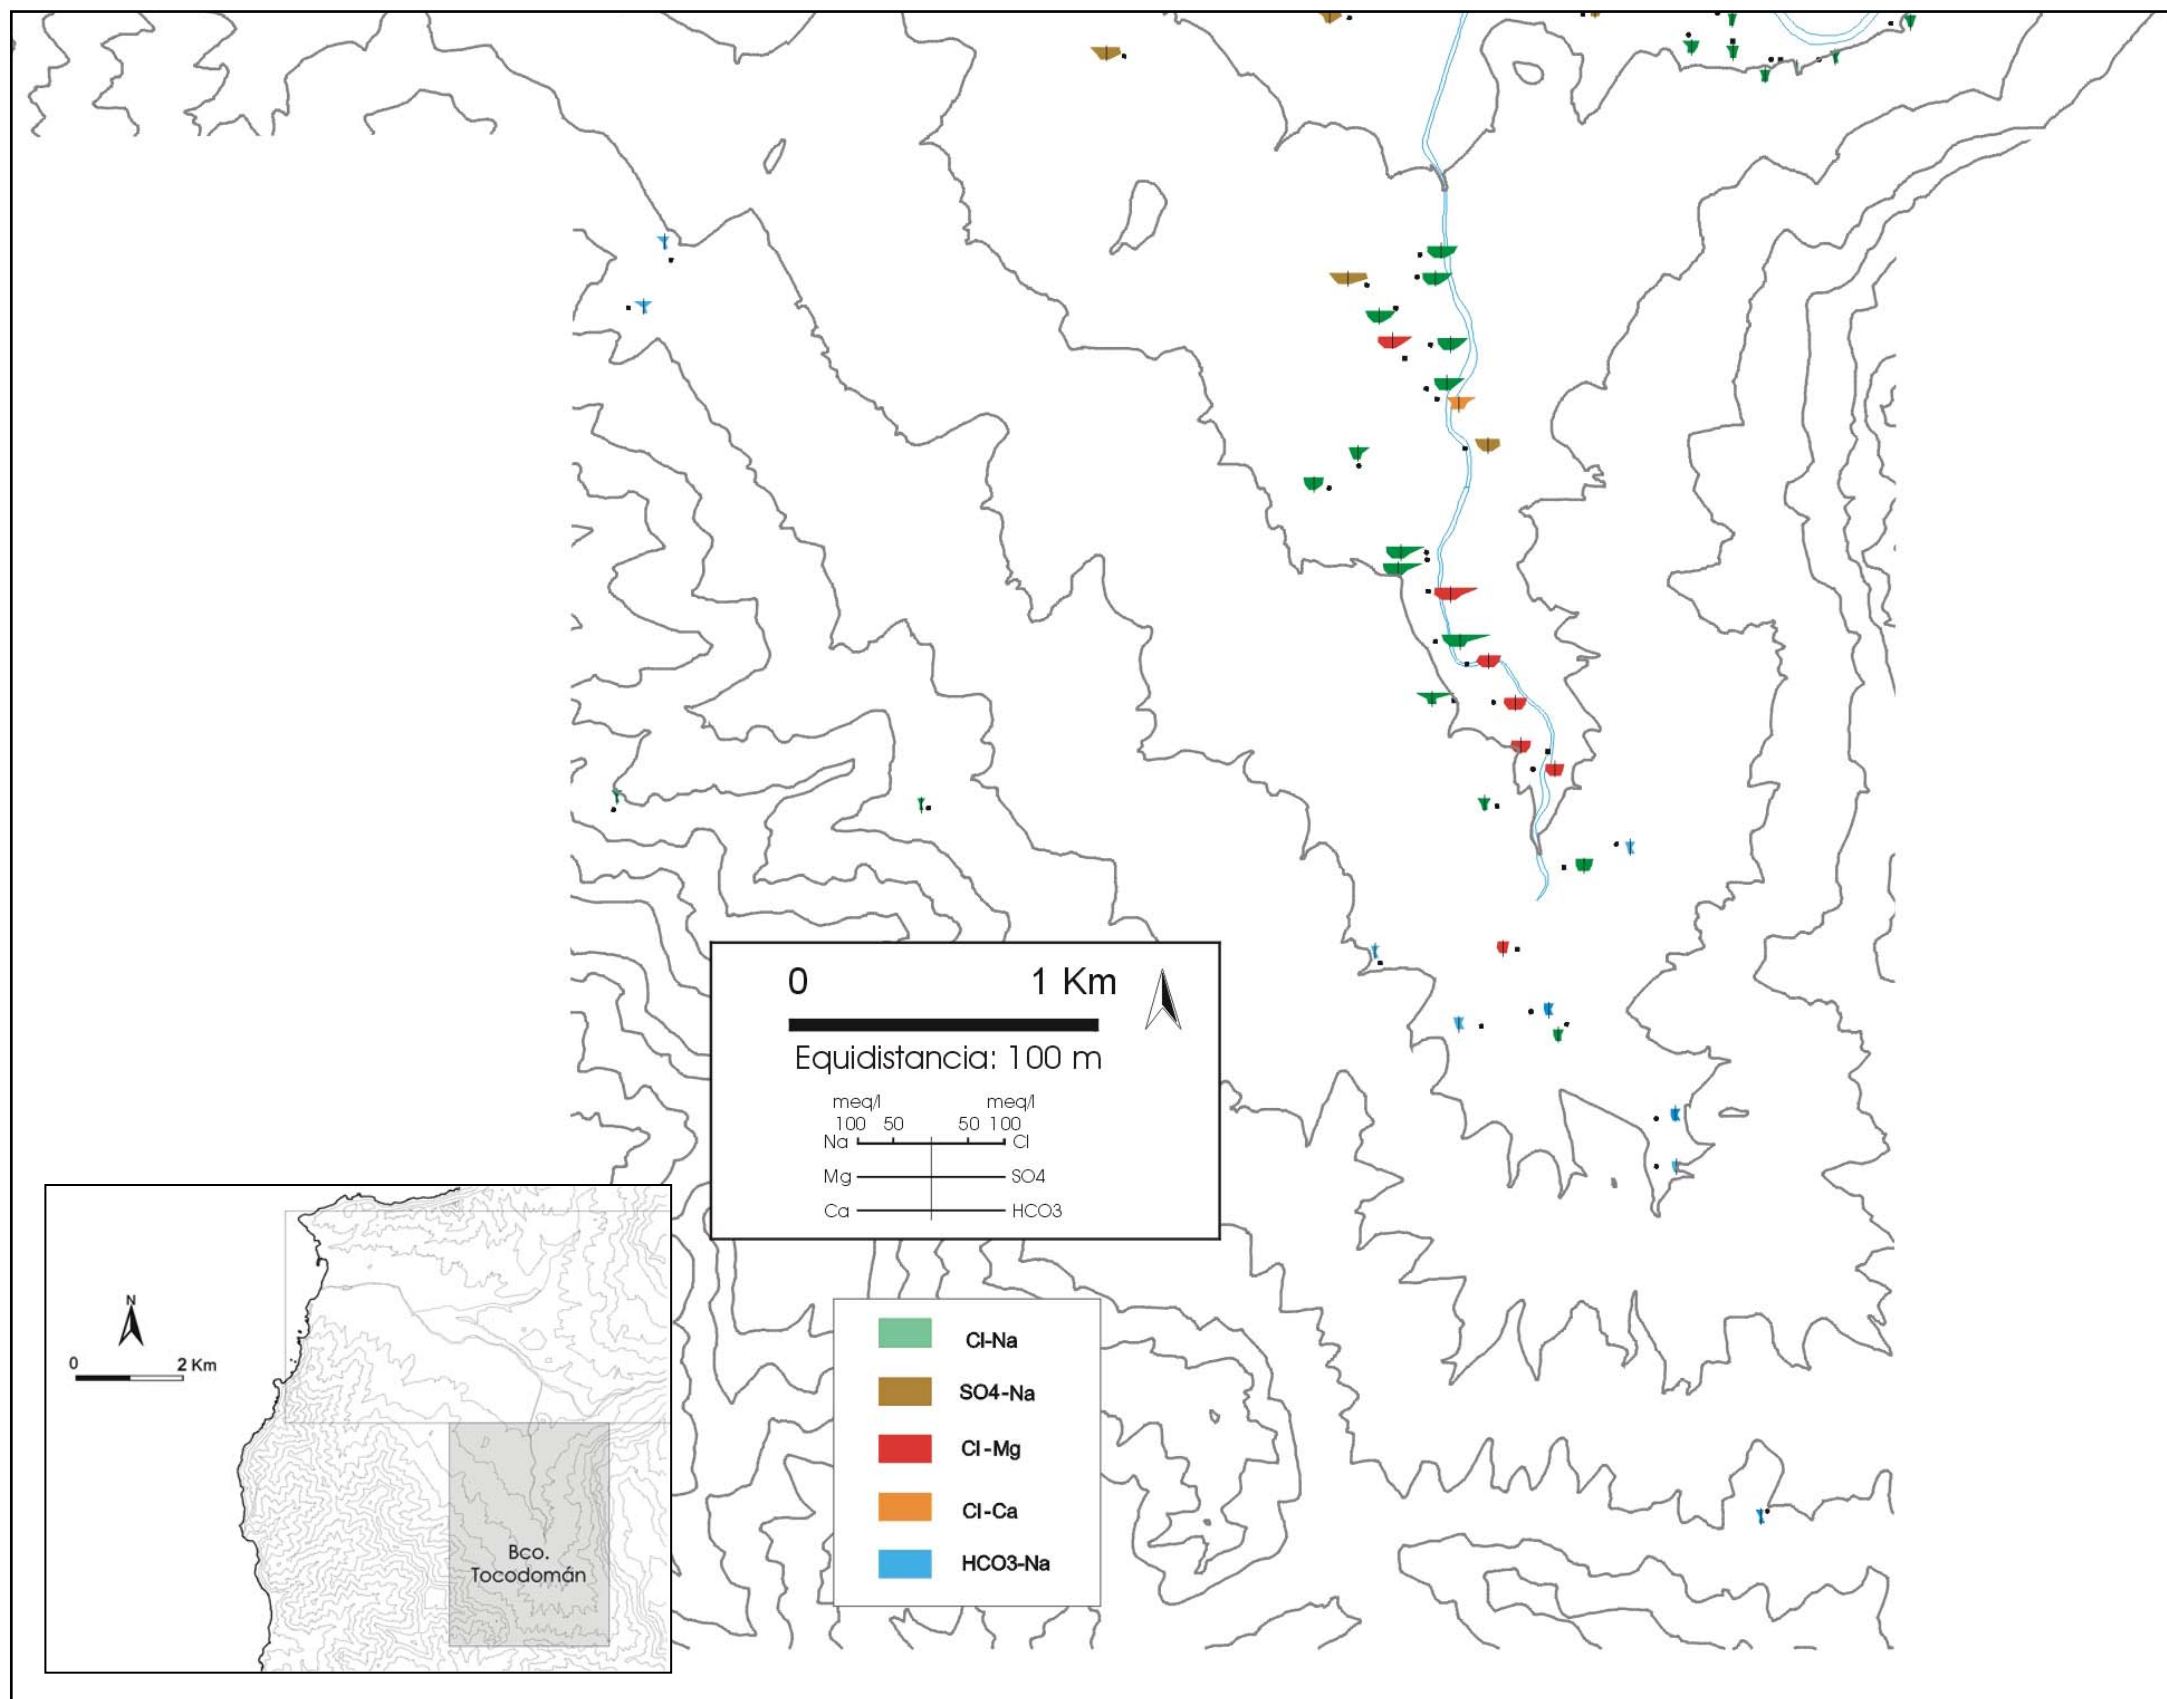 0 1 Km
Equidistancia: 100 m
meq/l meq/l
100 50 50 100
Na Cl
Mg SO4
Ca HCO3
N
0 2 Km
Bco.
Tocodomán
Cl-Na
SO4-Na
Cl-Mg
Cl-Ca
HCO3-Na